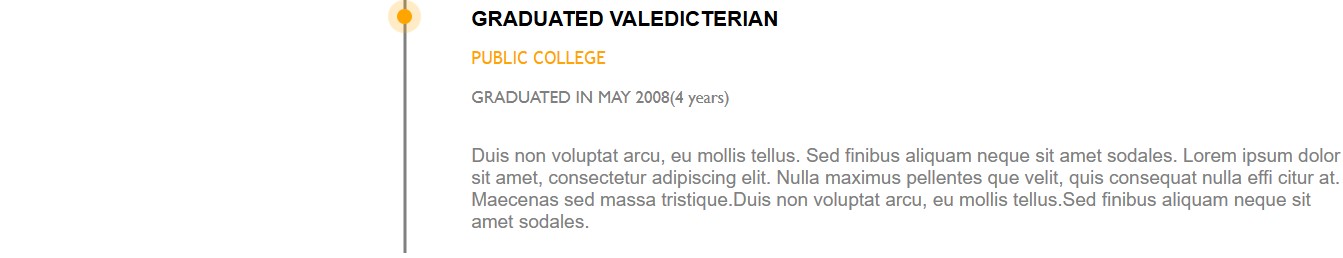 GRADUATED VALEDICTERIAN
PUBLIC COLLEGE
GRADUATED IN MAY 2008(4 years)
Duis non voluptat arcu, eu mollis tellus. Sed finibus aliquam neque sit amet sodales. Lorem ipsum dolor
sit amet, consectetur adipiscing elit. Nulla maximus pellentes que velit, quis consequat nulla effi citur at.
Maecenas sed massa tristique.Duis non voluptat arcu, eu mollis tellus.Sed finibus aliquam neque sit
amet sodales.